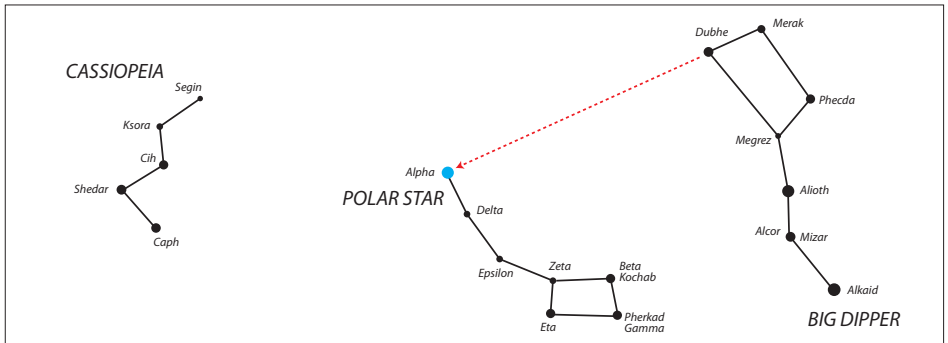 CASSIOPEIA
Segin
Ksora
Cih
Shedar
Caph
Alpha
POLAR STAR
Delta
Epsilon
Zeta
Beta
Kochab
Eta
Pherkad
Gamma
Dubhe
Merak
Phecda
Megrez
Alioth
Alcor
Mizar
Alkaid
BIG DIPPER